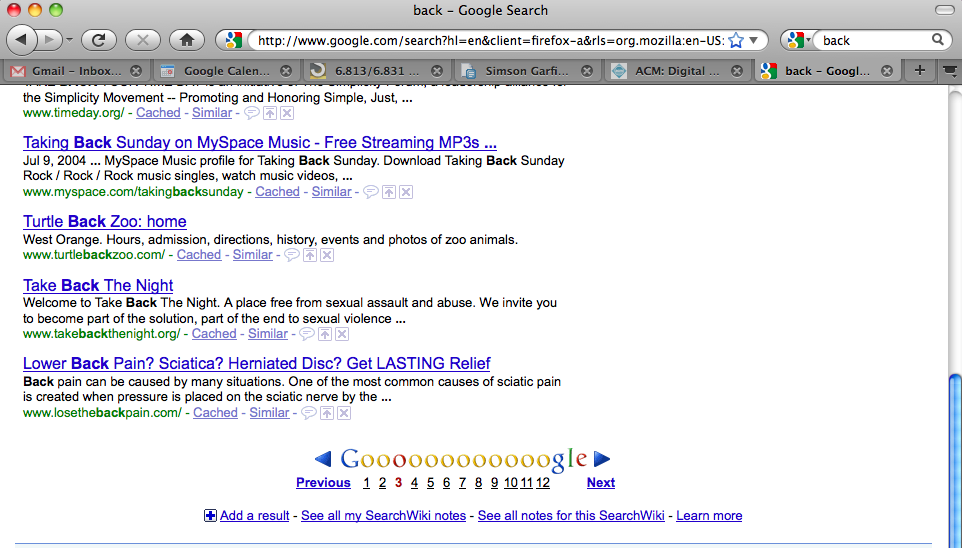 back – Google Search
http://www.google.com/search?hl=en&client=firefox-a&rls=org.mozilla:en-US:
back
Gmail – Inbox...
Google Calen...
6.813/6.831 ...
Simson Garfi...
ACM: Digital ...
back – Googl...
the Simplicity Movement -- Promoting and Honoring Simple, Just, ...
www.timeday.org/ - Cached - Similar -
Taking Back Sunday on MySpace Music - Free Streaming MP3s ...
Jul 9, 2004 ... MySpace Music profile for Taking Back Sunday. Download Taking Back Sunday
Rock / Rock / Rock music singles, watch music videos, ...
www.myspace.com/takingbacksunday - Cached - Similar -
Turtle Back Zoo: home
West Orange. Hours, admission, directions, history, events and photos of zoo animals.
www.turtlebackzoo.com/ - Cached - Similar -
Take Back The Night
Welcome to Take Back The Night. A place free from sexual assault and abuse. We invite you
to become part of the solution, part of the end to sexual violence ...
www.takebackthenight.org/ - Cached - Similar -
Lower Back Pain? Sciatica? Herniated Disc? Get LASTING Relief
Back pain can be caused by many situations. One of the most common causes of sciatic pain
is created when pressure is placed on the sciatic nerve by the ...
www.losethebackpain.com/ - Cached - Similar -
Goooooooooooogle
Previous 1 2 3 4 5 6 7 8 9 10 11 12 Next
Add a result - See all my SearchWiki notes - See all notes for this SearchWiki - Learn more